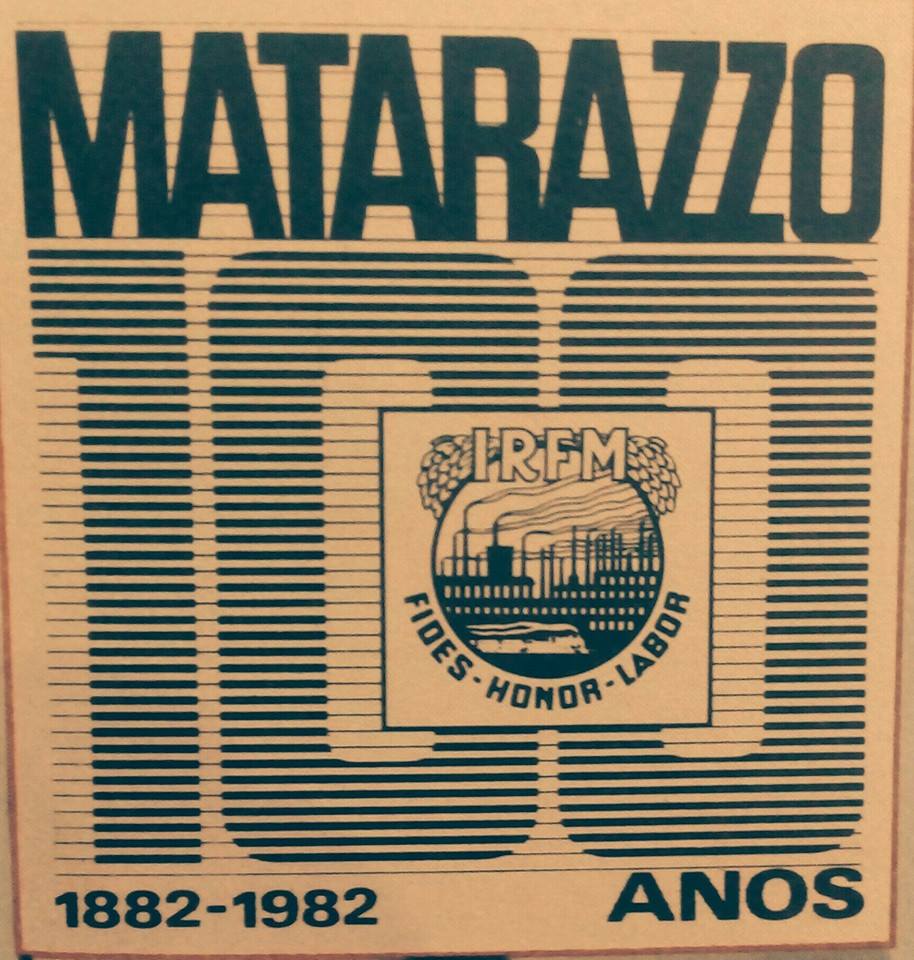 MATARAZZO
100
IRFM
FIDES-HONOR-LABOR
1882-1982 ANOS